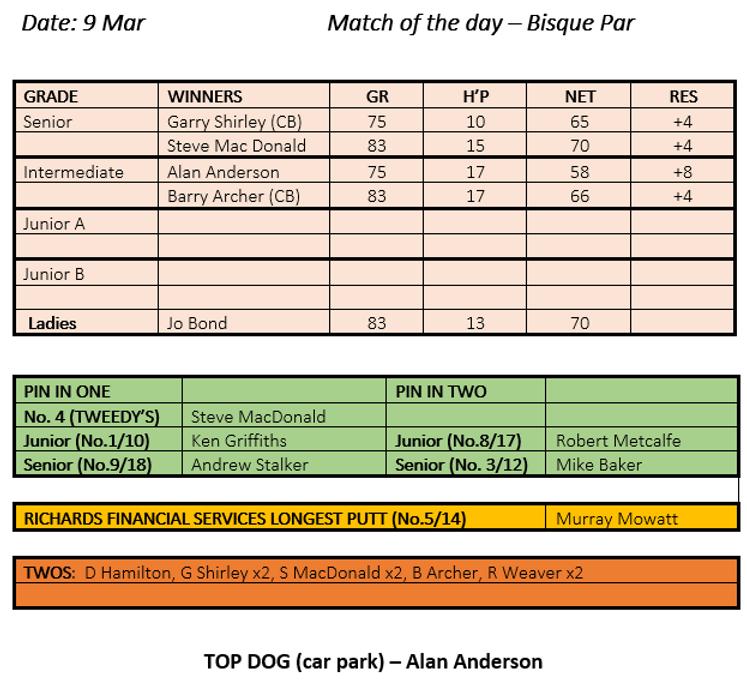 Date: 9 Mar Match of the day – Bisque Par
GRADE WINNERS GR H'P NET RES
Senior Garry Shirley (CB) 75 10 65 +4
Steve Mac Donald 83 15 70 +4
Intermediate Alan Anderson 75 17 58 +8
Barry Archer (CB) 83 17 66 +4
Junior A
Junior B
Ladies Jo Bond 83 13 70
PIN IN ONE PIN IN TWO
No. 4 (TWEEDY'S) Steve MacDonald
Junior (No.1/10) Ken Griffiths Junior (No.8/17) Robert Metcalfe
Senior (No.9/18) Andrew Stalker Senior (No. 3/12) Mike Baker
RICHARDS FINANCIAL SERVICES LONGEST PUTT (No.5/14) Murray Mowatt
TWOS: D Hamilton, G Shirley x2, S MacDonald x2, B Archer, R Weaver x2
TOP DOG (car park) – Alan Anderson